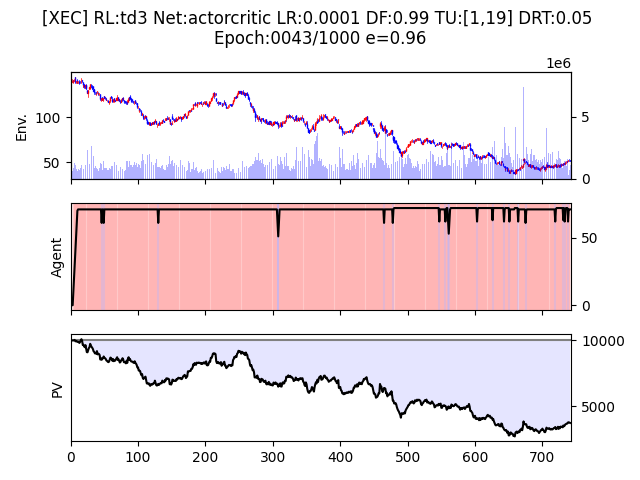 [XEC] RL:td3 Net:actorcritic LR:0.0001 DF:0.99 TU:[1,19] DRT:0.05
Epoch:0043/1000 e=0.96
1e6
Env.
100
50
5
0
Agent
50
0
PV
10000
5000
0 100 200 300 400 500 600 700